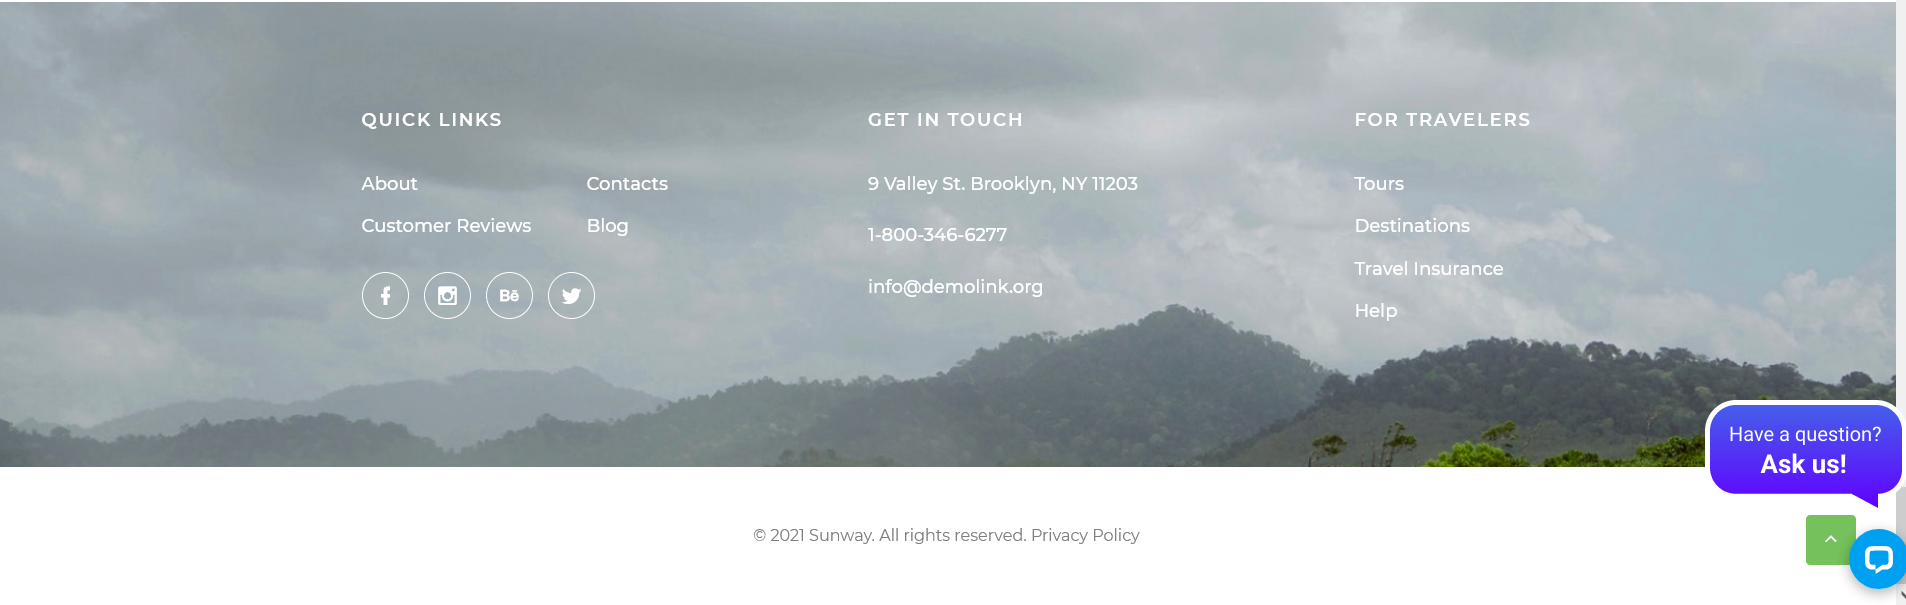 QUICK LINKS
About
Contacts
Customer Reviews
Blog
Bē
GET IN TOUCH
9 Valley St. Brooklyn, NY 11203
1-800-346-6277
info@demolink.org
FOR TRAVELERS
Tours
Destinations
Travel Insurance
Help
Have a question?
Ask us!
© 2021 Sunway. All rights reserved. Privacy Policy